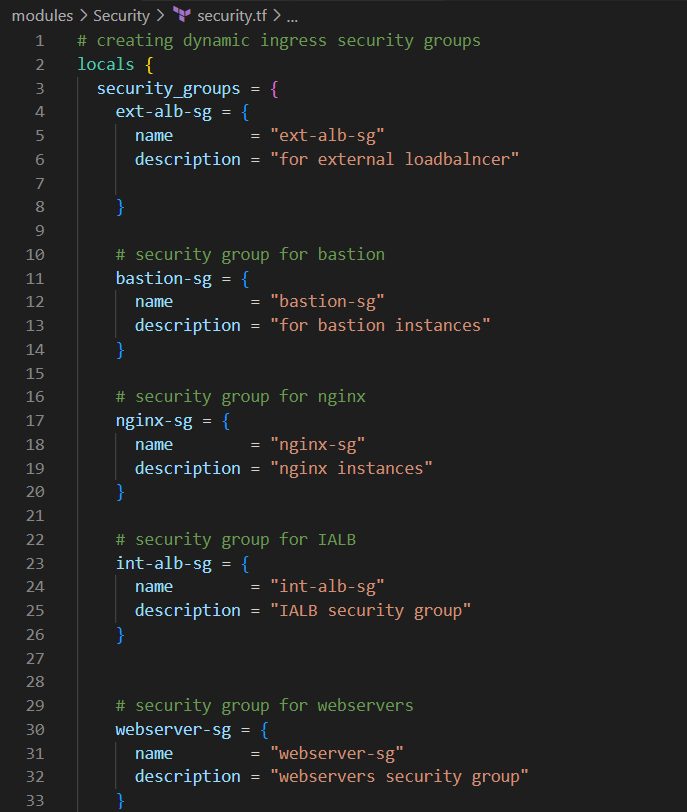 modules > Security > security.tf > ...
1 # creating dynamic ingress security groups
2 locals {
3   security_groups = {
4     ext-alb-sg = {
5       name        = "ext-alb-sg"
6       description = "for external loadbalncer"
7
8     }
9
10     # security group for bastion
11     bastion-sg = {
12       name        = "bastion-sg"
13       description = "for bastion instances"
14     }
15
16     # security group for nginx
17     nginx-sg = {
18       name        = "nginx-sg"
19       description = "nginx instances"
20     }
21
22     # security group for IALB
23     int-alb-sg = {
24       name        = "int-alb-sg"
25       description = "IALB security group"
26     }
27
28
29     # security group for webservers
30     webserver-sg = {
31       name        = "webserver-sg"
32       description = "webservers security group"
33     }